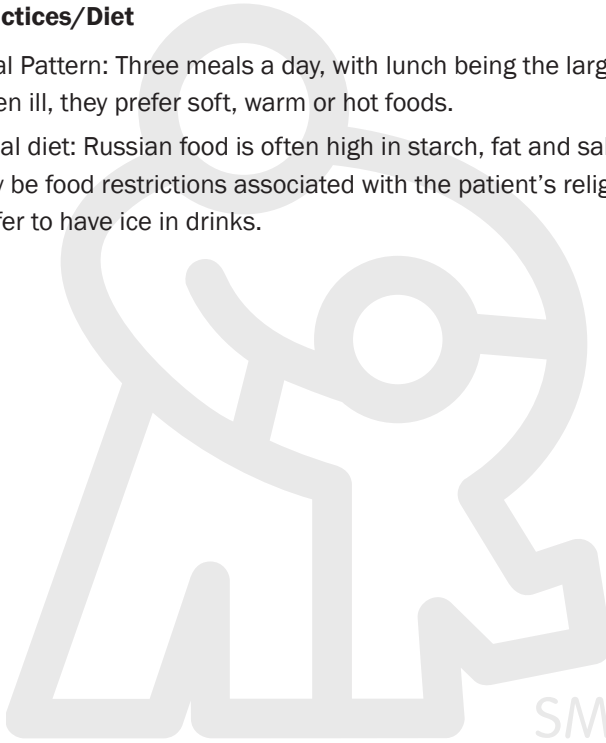 ctices/Diet
al Pattern: Three meals a day, with lunch being the larg
en ill, they prefer soft, warm or hot foods.
al diet: Russian food is often high in starch, fat and sal
y be food restrictions associated with the patient’s relig
fer to have ice in drinks.
SM